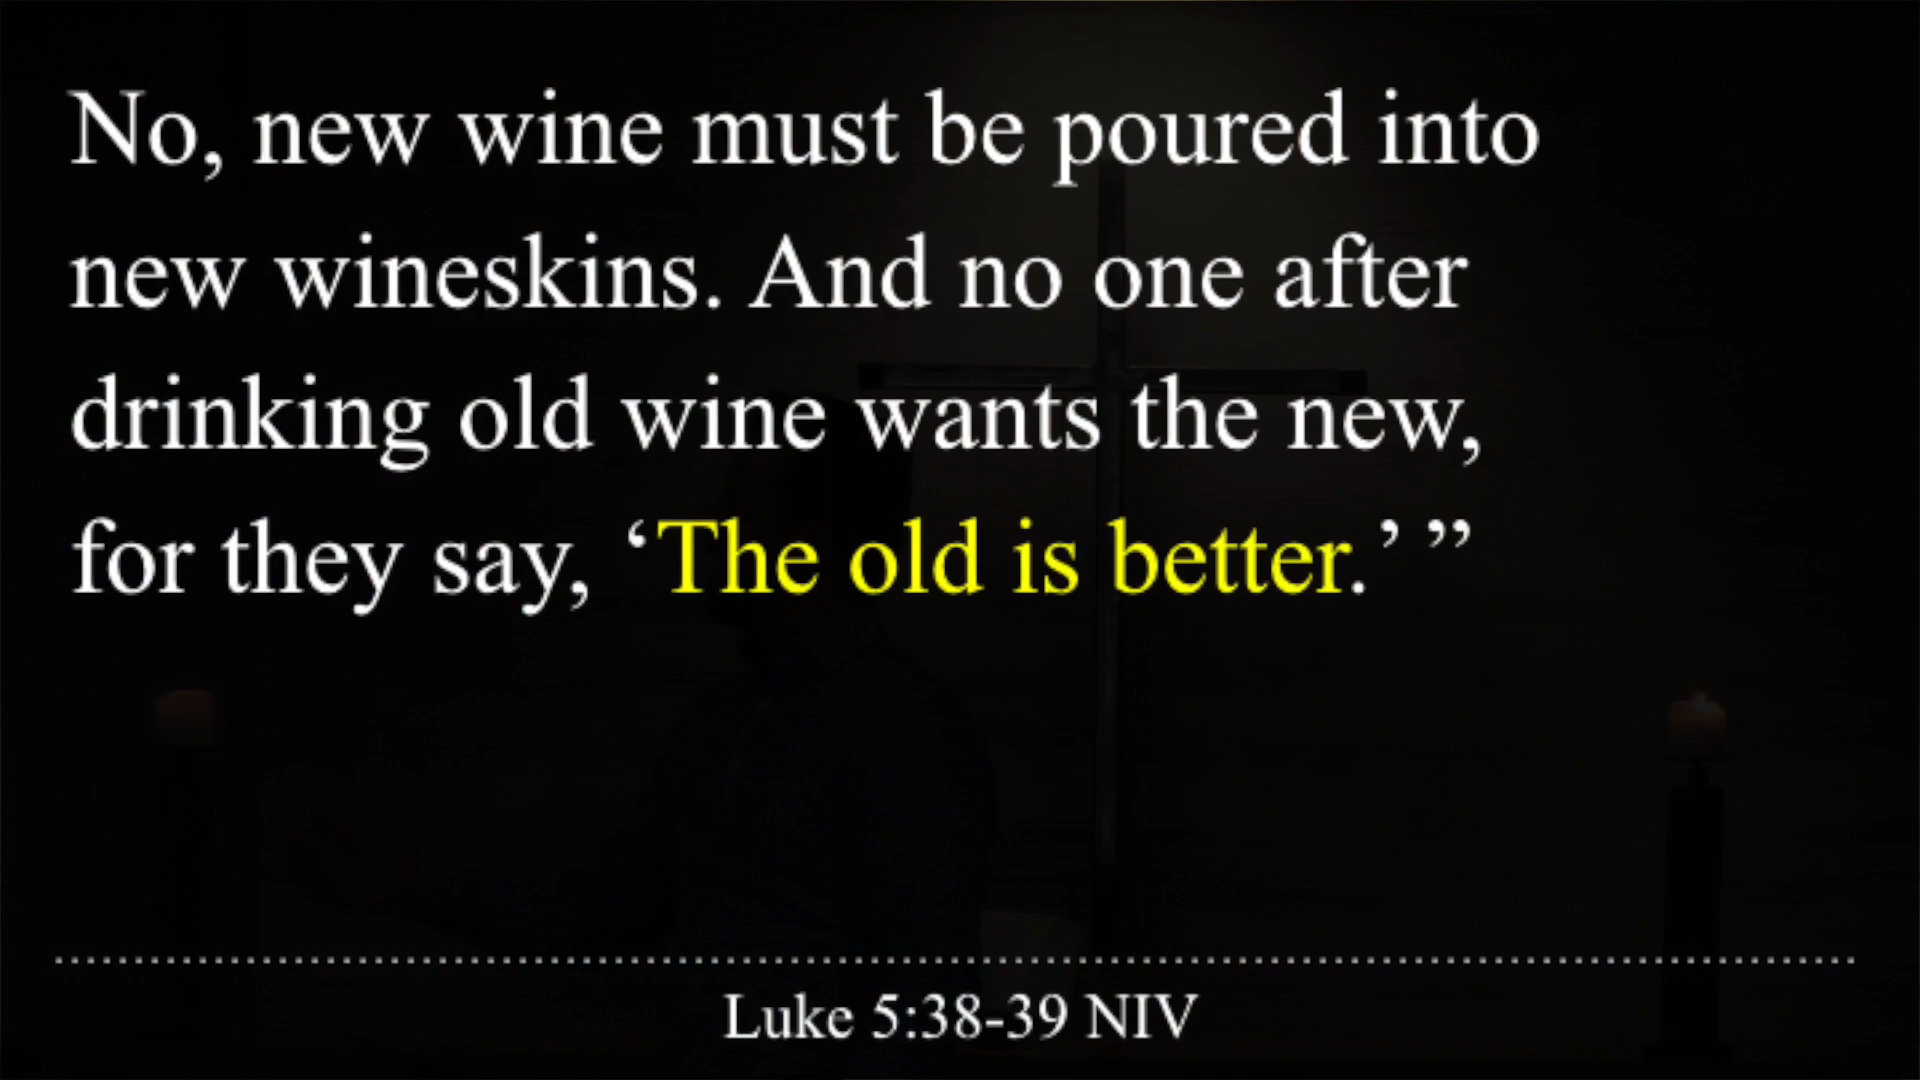 No, new wine must be poured into
new wineskins. And no one after
drinking old wine wants the new,
for they say, ‘The old is better.’ ”
Luke 5:38-39 NIV